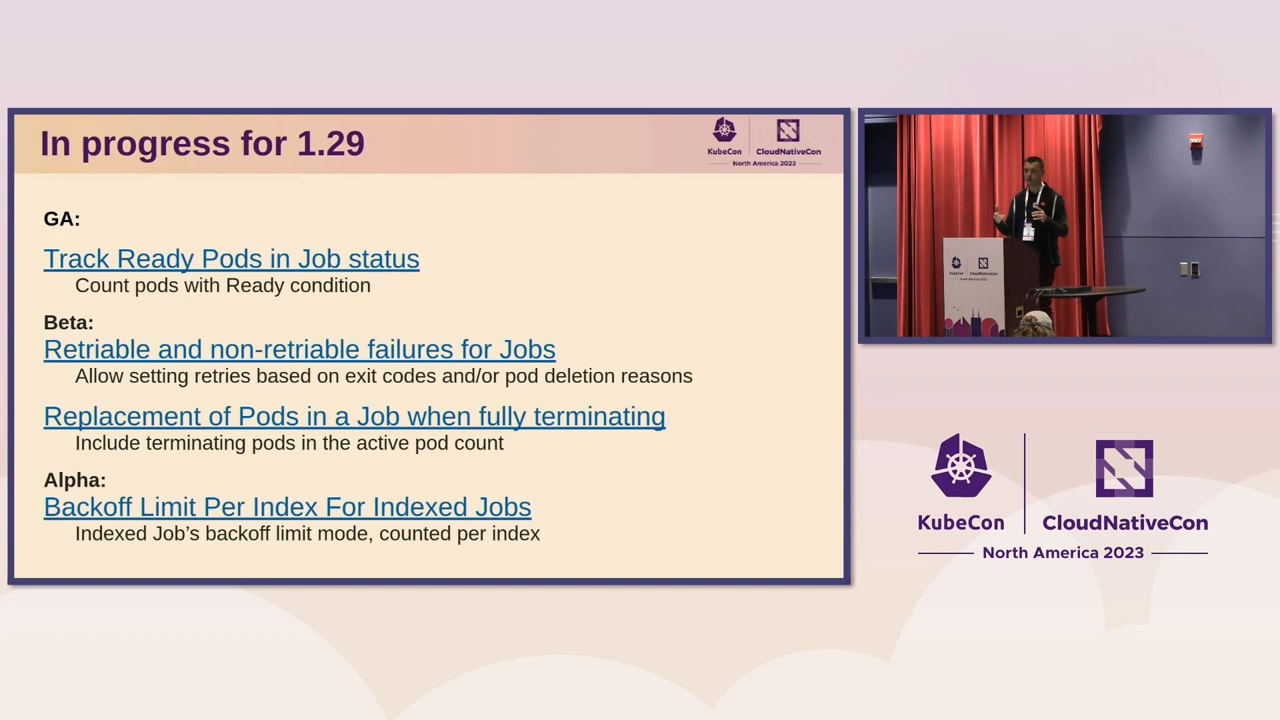 In progress for 1.29
KubeCon
CloudNativeCon
North America 2023
GA:
Track Ready Pods in Job status
Count pods with Ready condition
Beta:
Retriable and non-retriable failures for Jobs
Allow setting retries based on exit codes and/or pod deletion reasons
Replacement of Pods in a Job when fully terminating
Include terminating pods in the active pod count
Alpha:
Backoff Limit Per Index For Indexed Jobs
Indexed Job’s backoff limit mode, counted per index
KubeCon
CloudNativeCon
North America 2023